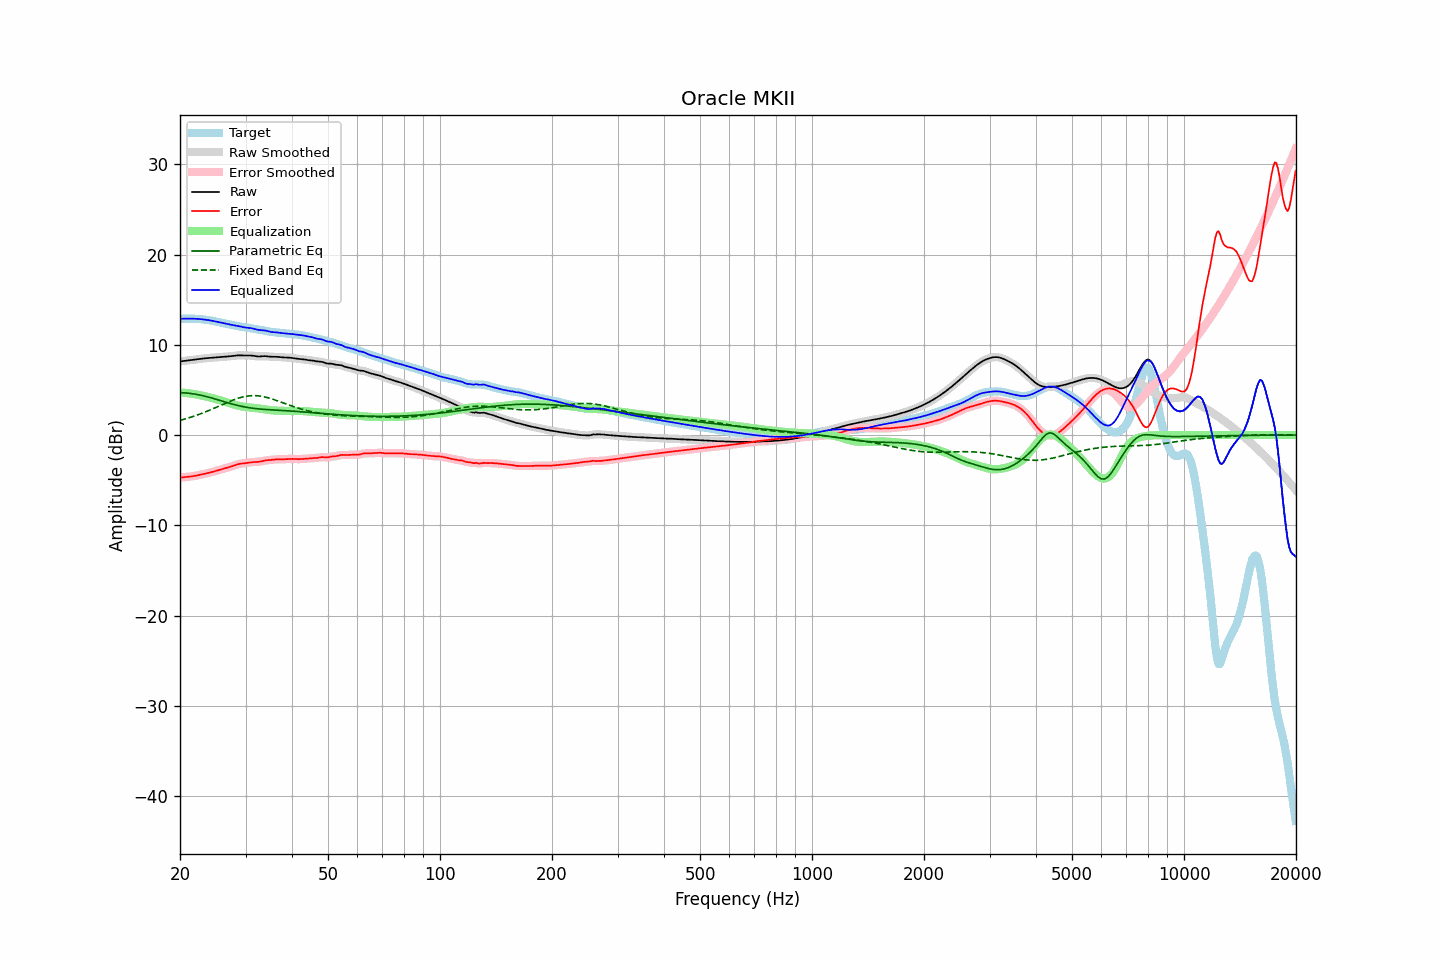 Oracle MKII
Target
Raw Smoothed
Error Smoothed
Raw
Error
Equalization
Parametric Eq
Fixed Band Eq
Equalized
30
20
10
0
−10
−20
−30
−40
Amplitude (dBr)
20 50 100 200 500 1000 2000 5000 10000 20000
Frequency (Hz)